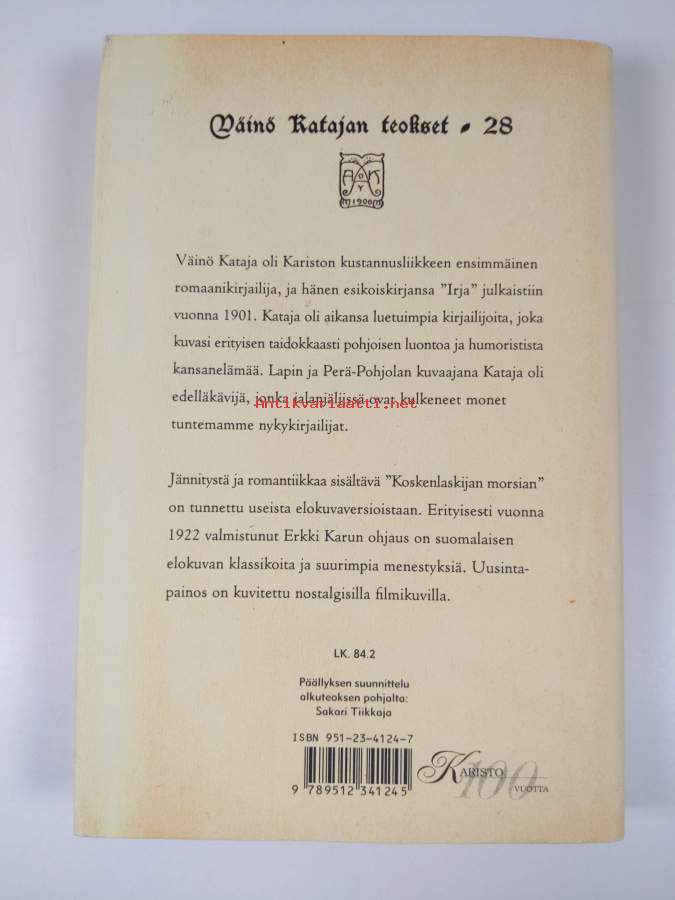 Väinö Katajan teokset • 28
A K
O
Y
1900
Väinö Kataja oli Kariston kustannusliikkeen ensimmäinen
romaanikirjailija, ja hänen esikoiskirjansa ”Irja” julkaistiin
vuonna 1901. Kataja oli aikansa luetuimpia kirjailijoita, joka
kuvasi erityisen taidokkaasti pohjoisen luontoa ja humoristista
kansanelämää. Lapin ja Perä-Pohjolan kuvaajana Kataja oli
edelläkävijä, jonka jalanjäljissä ovat kulkeneet monet
antikvariaatti.net
tuntemamme nykykirjailijat.
Jännitystä ja romantiikkaa sisältävä ”Koskenlaskijan morsian”
on tunnettu useista elokuvaversioistaan. Erityisesti vuonna
1922 valmistunut Erkki Karun ohjaus on suomalaisen
elokuvan klassikoita ja suurimpia menestyksiä. Uusinta-
painos on kuvitettu nostalgisilla filmikuvilla.
LK. 84.2
Päällyksen suunnittelu
alkuteoksen pohjalta:
Sakari Tiikkaja
ISBN 951-23-4124-7
9 789512 341245
KARISTO
100
VUOTTA